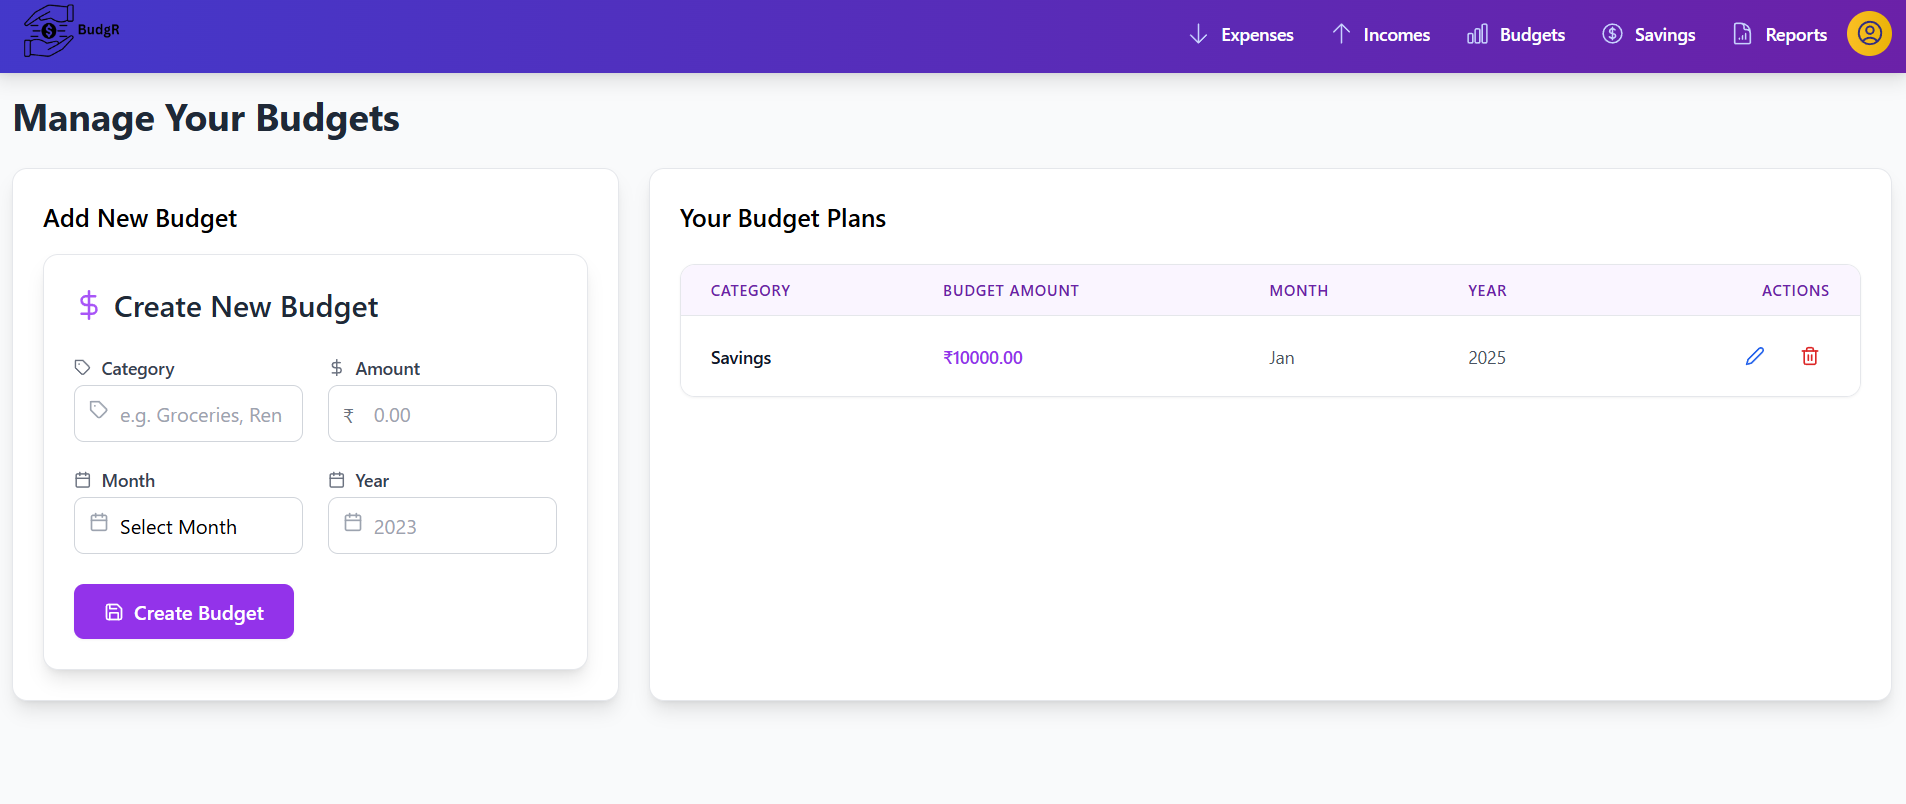 BudgR
Expenses Incomes Budgets Savings Reports
Manage Your Budgets
Add New Budget
$ Create New Budget
Category $ Amount
e.g. Groceries, Ren ₹ 0.00
Month Year
Select Month 2023
Create Budget
Your Budget Plans
CATEGORY BUDGET AMOUNT MONTH YEAR ACTIONS
Savings ₹10000.00 Jan 2025